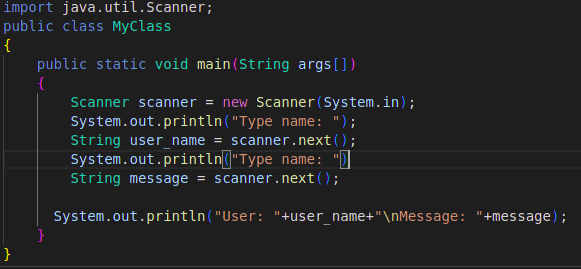 import java.util.Scanner;
public class MyClass
{
    public static void main(String args[])
    {
        Scanner scanner = new Scanner(System.in);
        System.out.println("Type name: ");
        String user_name = scanner.next();
        System.out.println("Type name: ")
        String message = scanner.next();

      System.out.println("User: "+user_name+"\nMessage: "+message);
    }
}